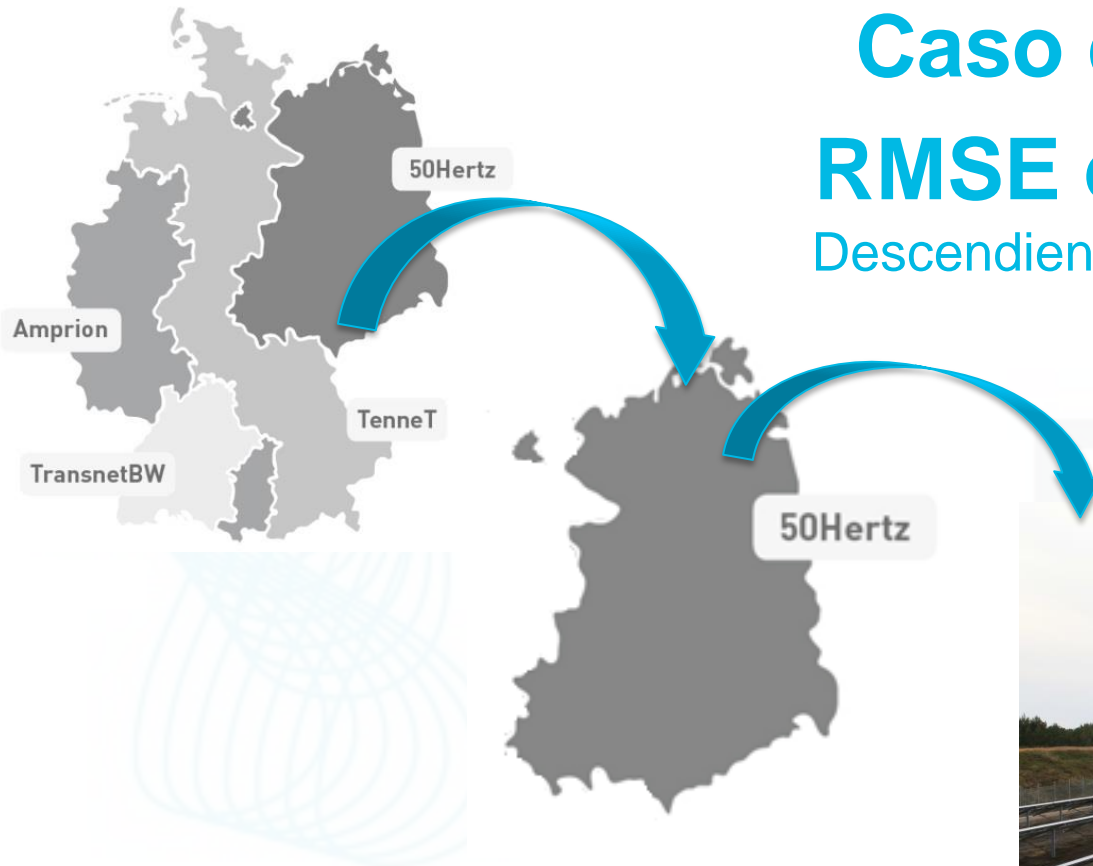 Caso
RMSE
Descendien
50Hertz
Amprion
TenneT
TransnetBW
50Hertz